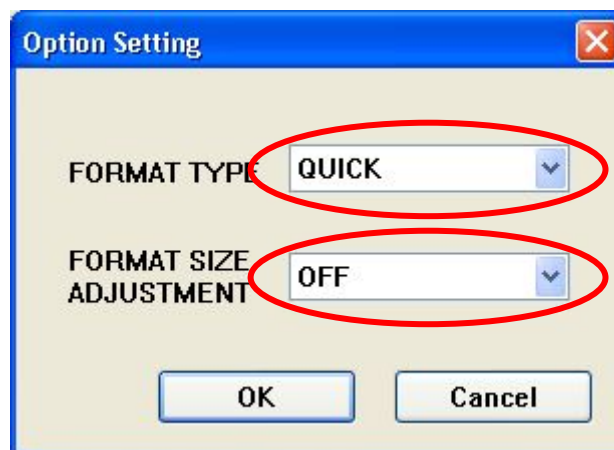 Option Setting
FORMAT TYPE QUICK
FORMAT SIZE
ADJUSTMENT OFF
OK Cancel